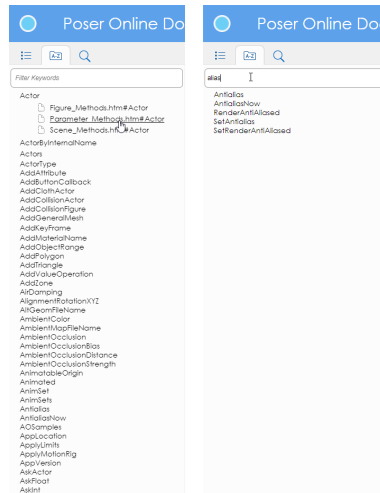 Poser Online Do
Filter Keywords
Actor
Figure_Methods.htm#Actor
Parameter_Methods.htm#Actor
Scene_Methods.htm#Actor
ActorByInternalName
Actors
ActorType
AddAttribute
AddButtonCallback
AddClothActor
AddCollisionActor
AddCollisionFigure
AddGeneralMesh
AddKeyFrame
AddMaterialName
AddObjectRange
AddPolygon
AddTriangle
AddValueOperation
AddZone
AirDamping
AlignmentRotationXYZ
AltGeomFileName
AmbientColor
AmbientMapFileName
AmbientOcclusion
AmbientOcclusionBias
AmbientOcclusionDistance
AmbientOcclusionStrength
AnimatableOrigin
Animated
AnimSet
AnimSets
Antialias
AntialiasNow
AOSamples
AppLocation
ApplyLimits
ApplyMotionRig
AppVersion
AskActor
AskFloat
AskInt
Poser Online Do
alias
Antialias
AntialiasNow
RenderAntiAliased
SetAntialias
SetRenderAntiAliased